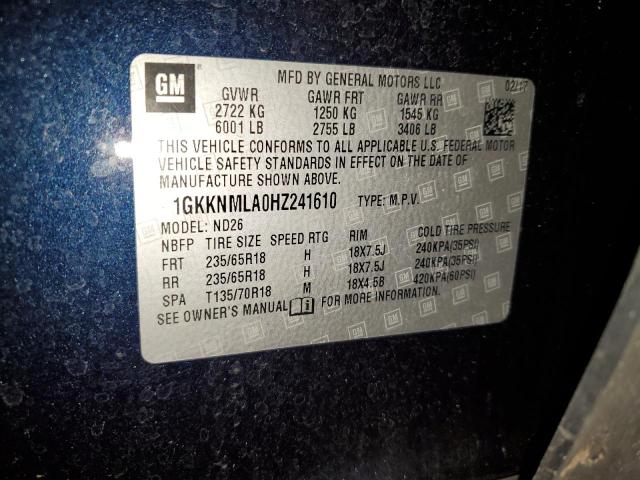 GM
MFD BY GENERAL MOTORS LLC 02/17
GVWR GAWR FRT GAWR RR
2722 KG 1250 KG 1545 KG
6001 LB 2755 LB 3406 LB
THIS VEHICLE CONFORMS TO ALL APPLICABLE U.S. FEDERAL MOTOR
VEHICLE SAFETY STANDARDS IN EFFECT ON THE DATE OF
MANUFACTURE SHOWN ABOVE.
1GKKNMLA0HZ241610 TYPE: M.P.V.
MODEL: ND26
NBFP TIRE SIZE SPEED RTG RIM COLD TIRE PRESSURE
FRT 235/65R18 H 18X7.5J 240KPA(35PSI)
RR 235/65R18 H 18X7.5J 240KPA(35PSI)
SPA T135/70R18 M 18X4.5B 420KPA(60PSI)
SEE OWNER'S MANUAL i FOR MORE INFORMATION.